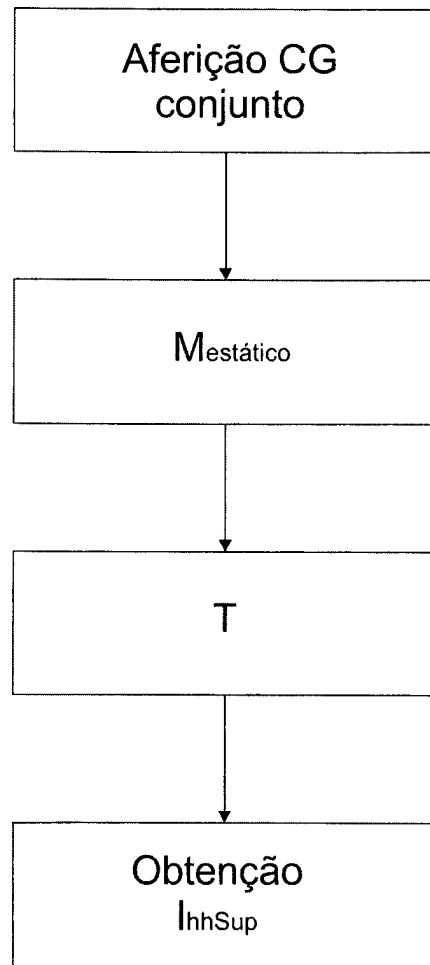 Aferição CG
conjunto
Mestático
T
Obtenção
IhhSup